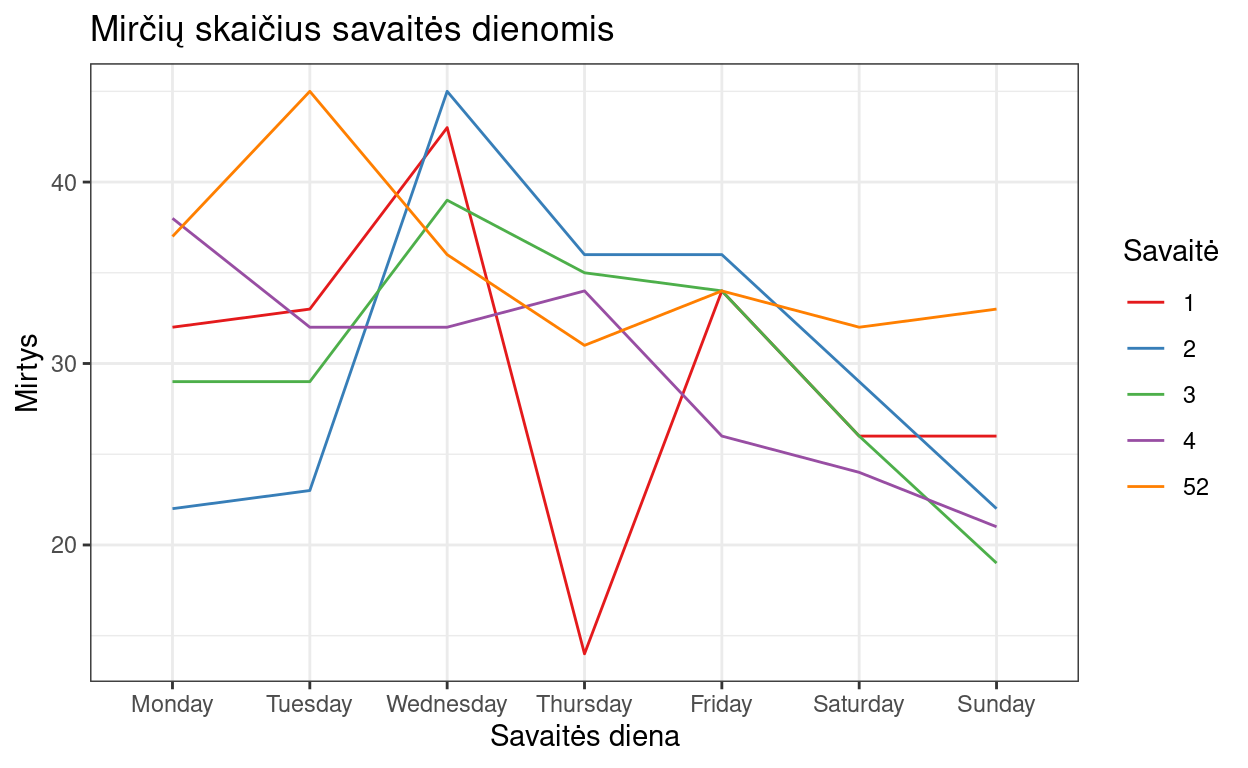 Mirčių skaičius savaitės dienomis
Mirtys
40
30
20
Monday Tuesday Wednesday Thursday Friday Saturday Sunday
Savaitės diena
Savaitė
1
2
3
4
52